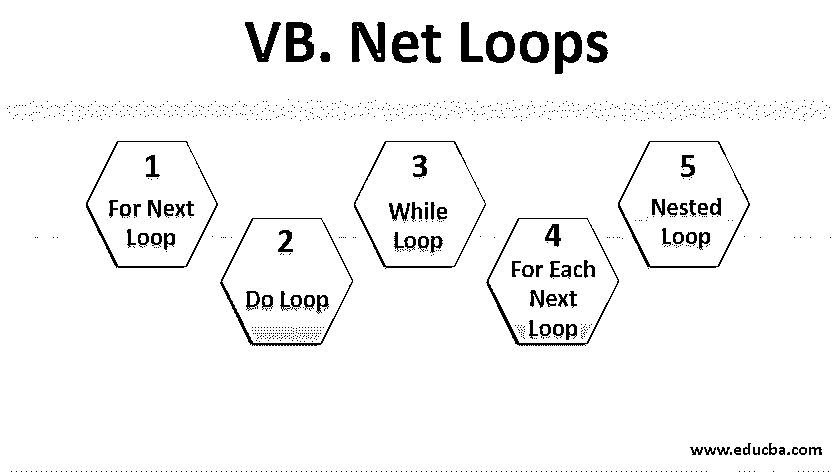 VB. Net Loops
1
For Next
Loop
2
Do Loop
3
While
Loop
4
For Each
Next
Loop
5
Nested
Loop
www.educba.com